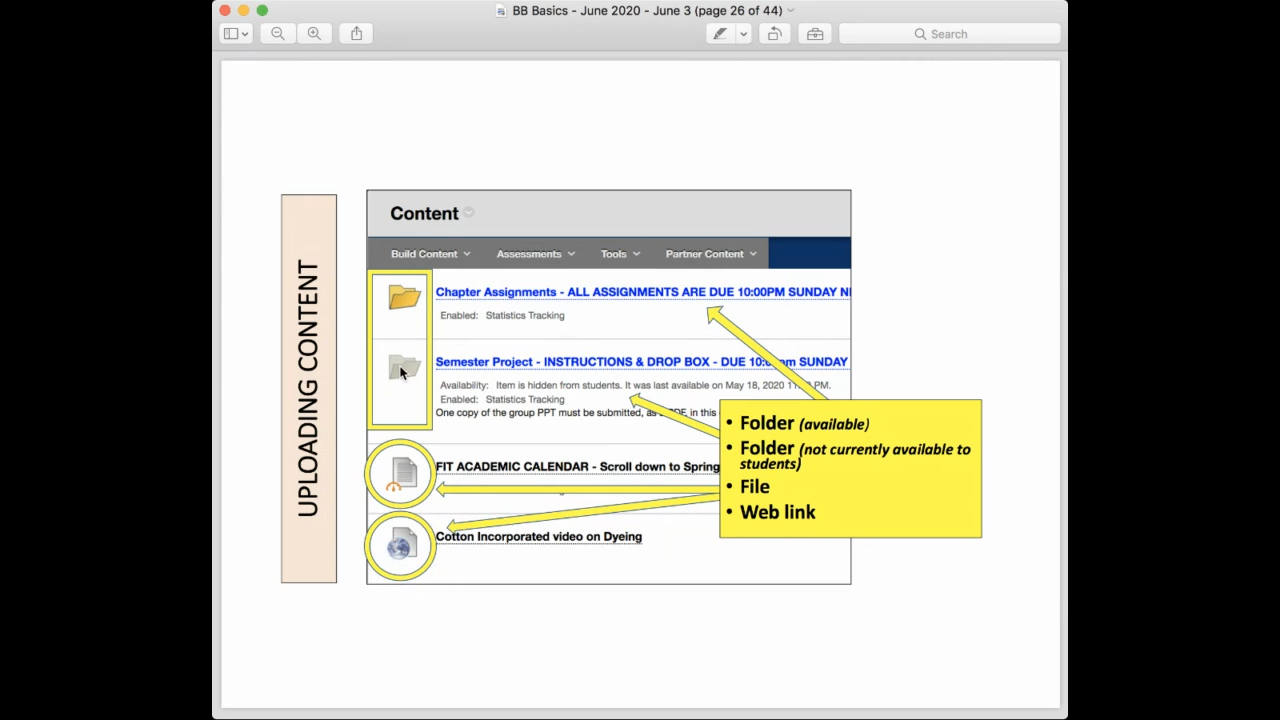 BB Basics - June 2020 - June 3 (page 26 of 44)
Search
UPLOADING CONTENT
Content
Build Content
Assessments
Tools
Partner Content
Chapter Assignments - ALL ASSIGNMENTS ARE DUE 10:00PM SUNDAY
Enabled: Statistics Tracking
Semester Project - INSTRUCTIONS & DROP BOX - DUE SUNDAY
Availability: Item is hidden from students. It was last available on May 18, 2020 PM.
Enabled: Statistics Tracking
One copy of the group PPT must be submitted, as in this
FIT ACADEMIC CALENDAR - Scroll down to Spring
Cotton Incorporated video on Dyeing
• Folder (available)
• Folder (not currently available to
students)
• File
• Web link